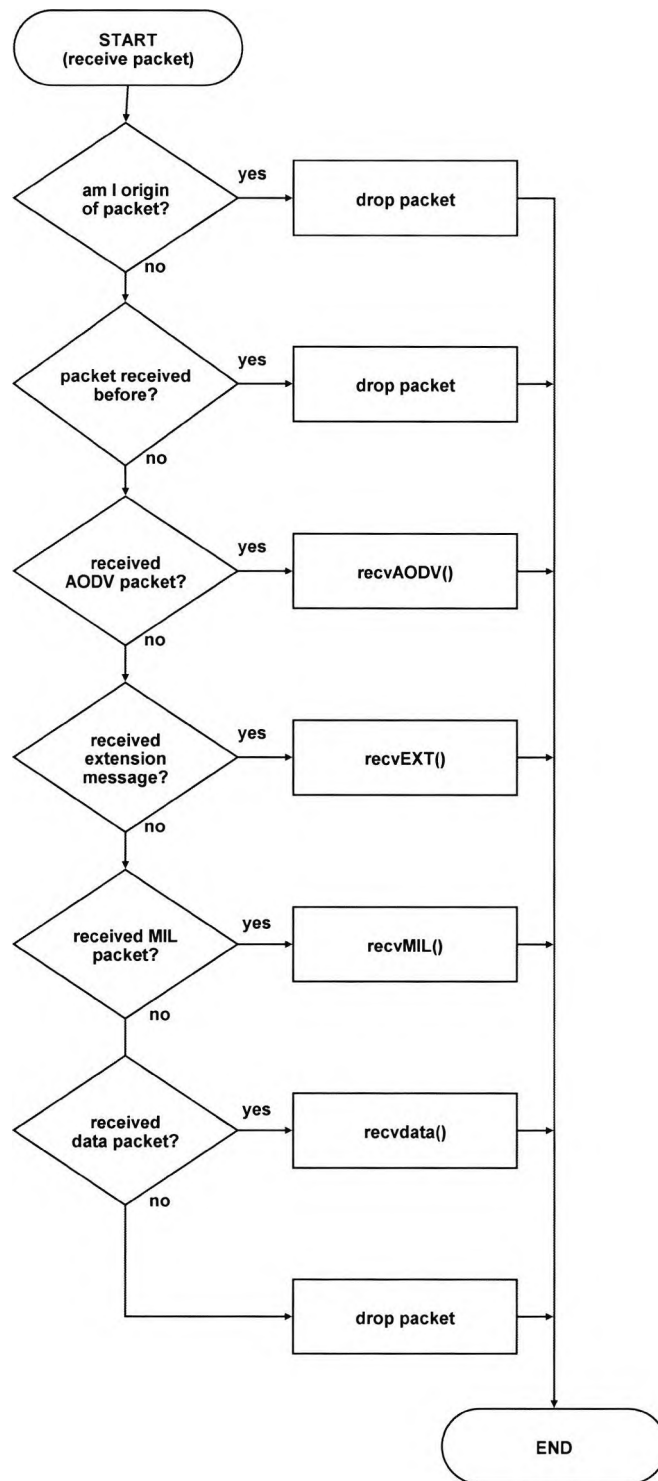 START
(receive packet)
am I origin
of packet?
yes
drop packet
no
packet received
before?
yes
drop packet
no
received
AODV packet?
yes
recvAODV()
no
received
extension
message?
yes
recvEXT()
no
received MIL
packet?
yes
recvMIL()
no
received
data packet?
yes
recvdata()
no
drop packet
END